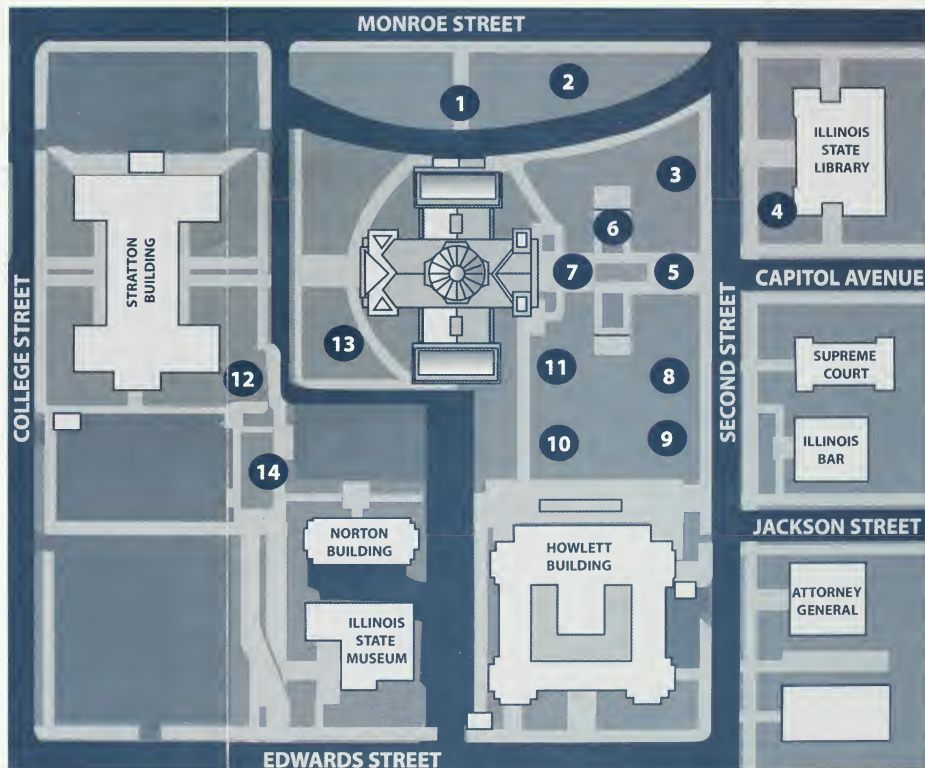 MONROE STREET
1
2
ILLINOIS
STATE
LIBRARY
3
4
6
STRATTON
BUILDING
7
5
CAPITOL AVENUE
COLLEGE STREET
SECOND STREET
13
11
8
12
SUPREME
COURT
10
9
ILLINOIS
BAR
14
NORTON
BUILDING
HOWLETT
BUILDING
JACKSON STREET
ATTORNEY
GENERAL
ILLINOIS
STATE
MUSEUM
EDWARDS STREET